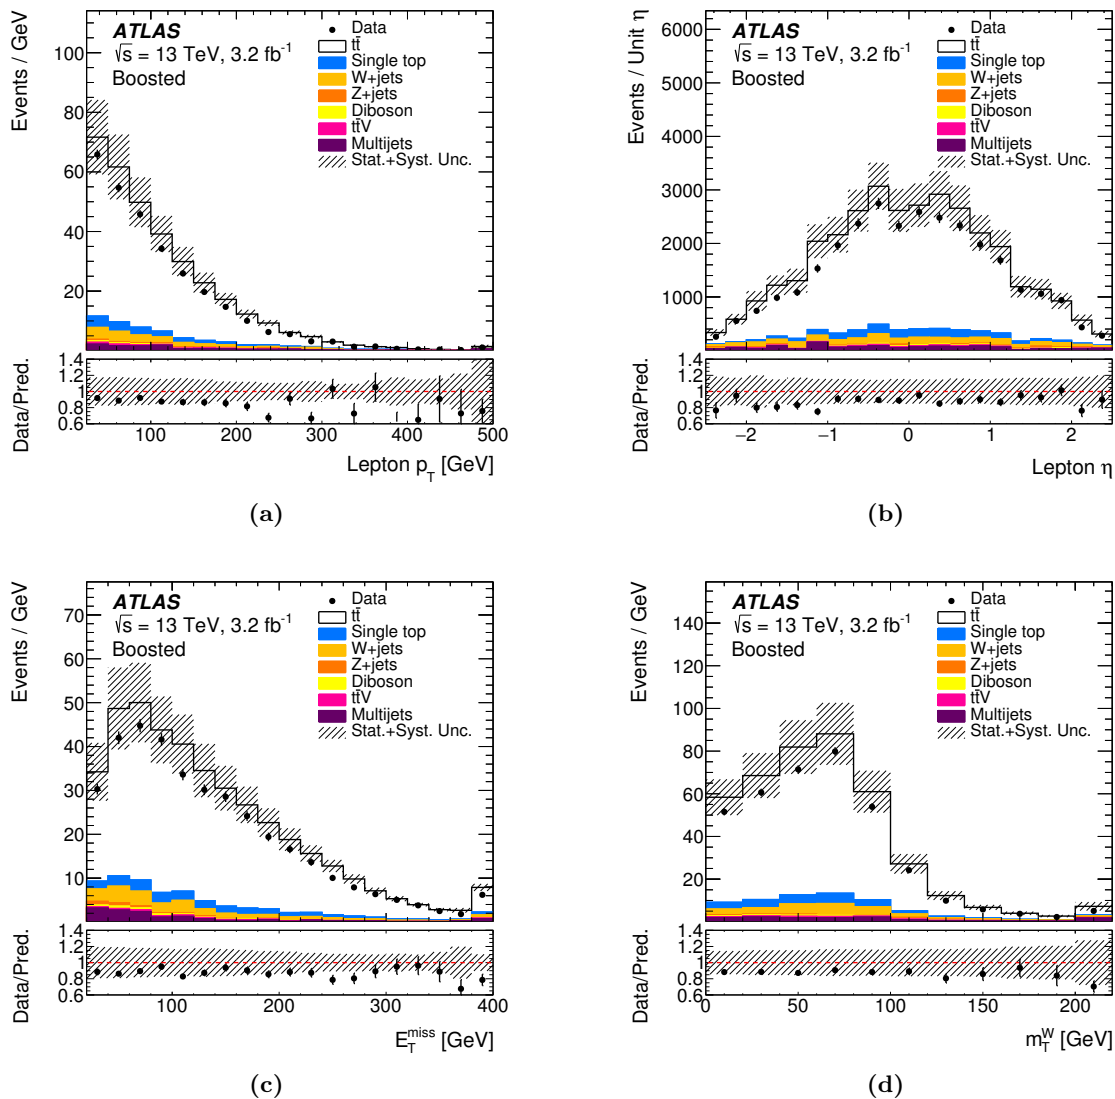 ATLAS
√s = 13 TeV, 3.2 fb⁻¹
Boosted
Data
tt̄
Single top
W+jets
Z+jets
Diboson
tt̄V
Multijets
Stat.+Syst. Unc.
Events / GeV
100
80
60
40
20
Data/Pred.
1.4
1.2
1
0.8
0.6
100 200 300 400 500
Lepton p_T [GeV]
(a)
ATLAS
√s = 13 TeV, 3.2 fb⁻¹
Boosted
Data
tt̄
Single top
W+jets
Z+jets
Diboson
tt̄V
Multijets
Stat.+Syst. Unc.
Events / Unit η
6000
5000
4000
3000
2000
1000
Data/Pred.
1.4
1.2
1
0.8
0.6
−2 −1 0 1 2
Lepton η
(b)
ATLAS
√s = 13 TeV, 3.2 fb⁻¹
Boosted
Data
tt̄
Single top
W+jets
Z+jets
Diboson
tt̄V
Multijets
Stat.+Syst. Unc.
Events / GeV
70
60
50
40
30
20
10
Data/Pred.
1.4
1.2
1
0.8
0.6
100 200 300 400
E_T^miss [GeV]
(c)
ATLAS
√s = 13 TeV, 3.2 fb⁻¹
Boosted
Data
tt̄
Single top
W+jets
Z+jets
Diboson
tt̄V
Multijets
Stat.+Syst. Unc.
Events / GeV
140
120
100
80
60
40
20
Data/Pred.
1.4
1.2
1
0.8
0.6
0 50 100 150 200
m_T^W [GeV]
(d)